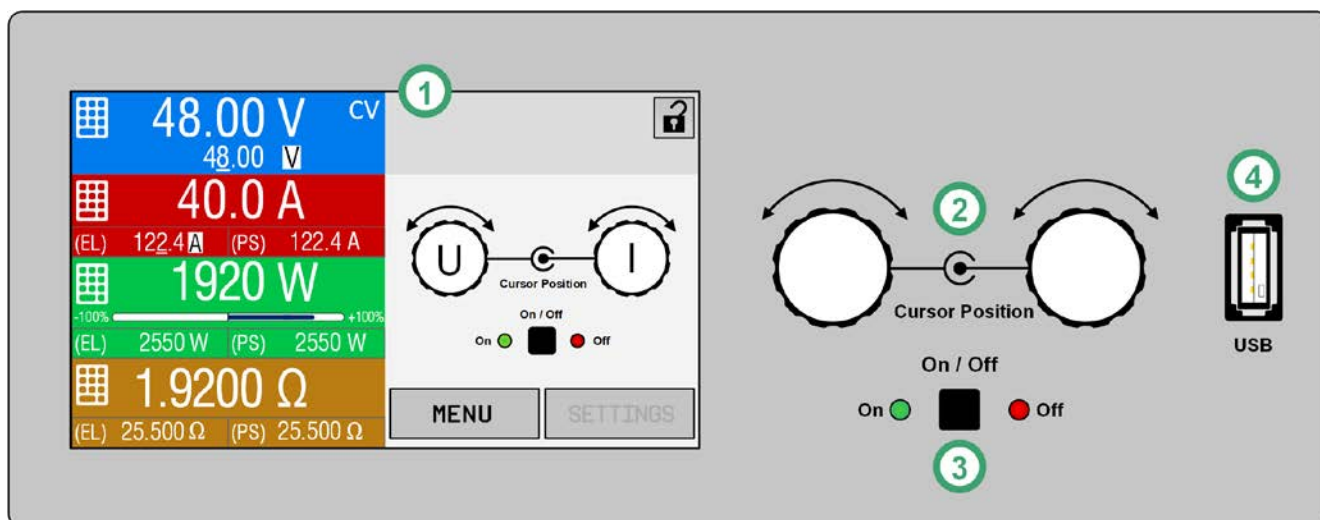 48.00 V CV
48.00 V
40.0 A
(EL) 122.4 A (PS) 122.4 A
1920 W
-100% +100%
(EL) 2550 W (PS) 2550 W
1.9200 Ω
(EL) 25.500 Ω (PS) 25.500 Ω
1
U I
Cursor Position
On / Off
On Off
MENU SETTINGS
2
Cursor Position
On / Off
On Off
3
4
USB